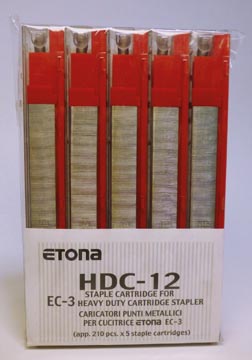 ETONA
HDC-12
EC-3 STAPLE CARTRIDGE FOR
HEAVY DUTY CARTRIDGE STAPLER
CARICATORI PUNTI METALLICI
PER CUCITRICE ETONA EC-3
(app. 210 pcs. x 5 staple cartridges)